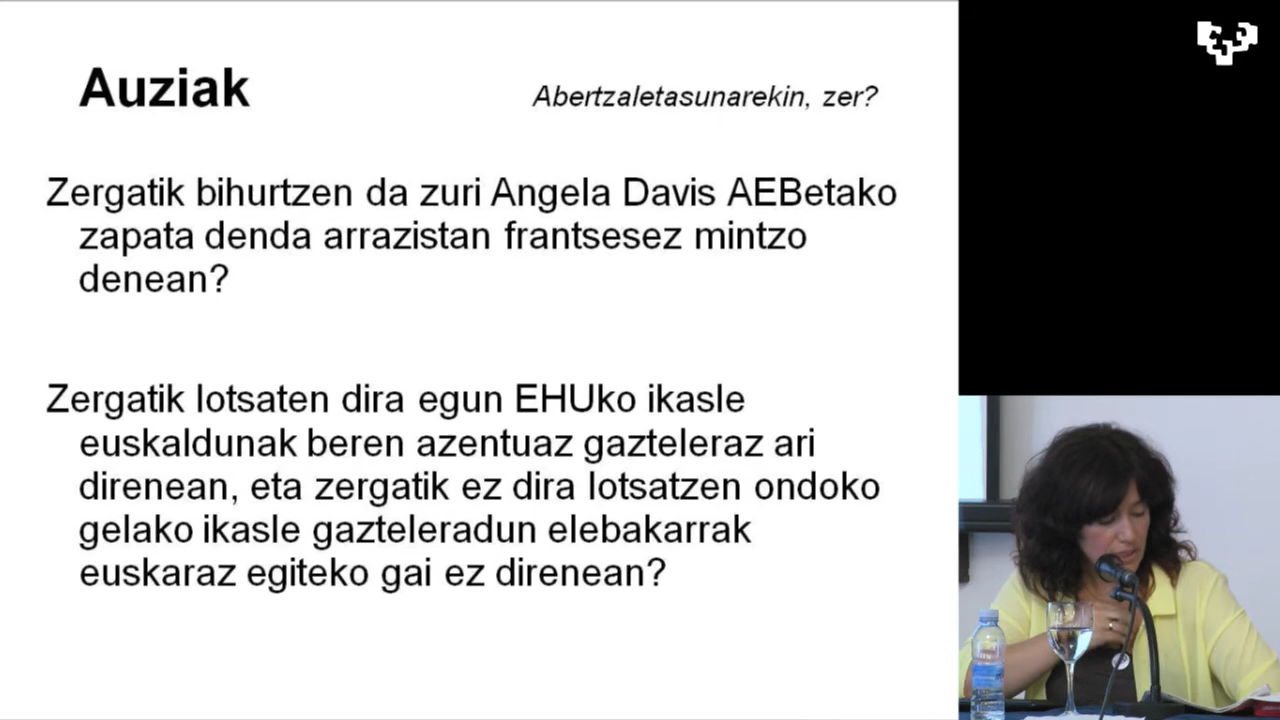 Auziak
Abertzaletasunarekin, zer?
Zergatik bihurtzen da zuri Angela Davis AEBetako
zapata denda arrazistan frantsesez mintzo
denean?
Zergatik lotsaten dira egun EHUko ikasle
euskaldunak beren azentuaz gazteleraz ari
direnean, eta zergatik ez dira lotsatzen ondoko
gelako ikasle gazteleradun elebakarrak
euskaraz egiteko gai ez direnean?